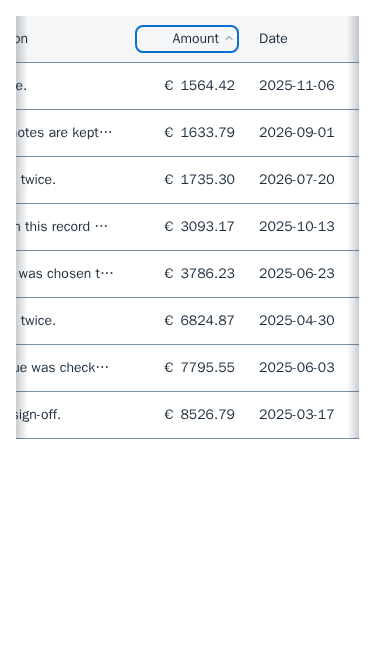 on Amount Date
e. € 1564.42 2025-11-06
notes are kept··· € 1633.79 2026-09-01
twice. € 1735.30 2026-07-20
n this record ··· € 3093.17 2025-10-13
was chosen t··· € 3786.23 2025-06-23
twice. € 6824.87 2025-04-30
ue was check··· € 7795.55 2025-06-03
sign-off. € 8526.79 2025-03-17